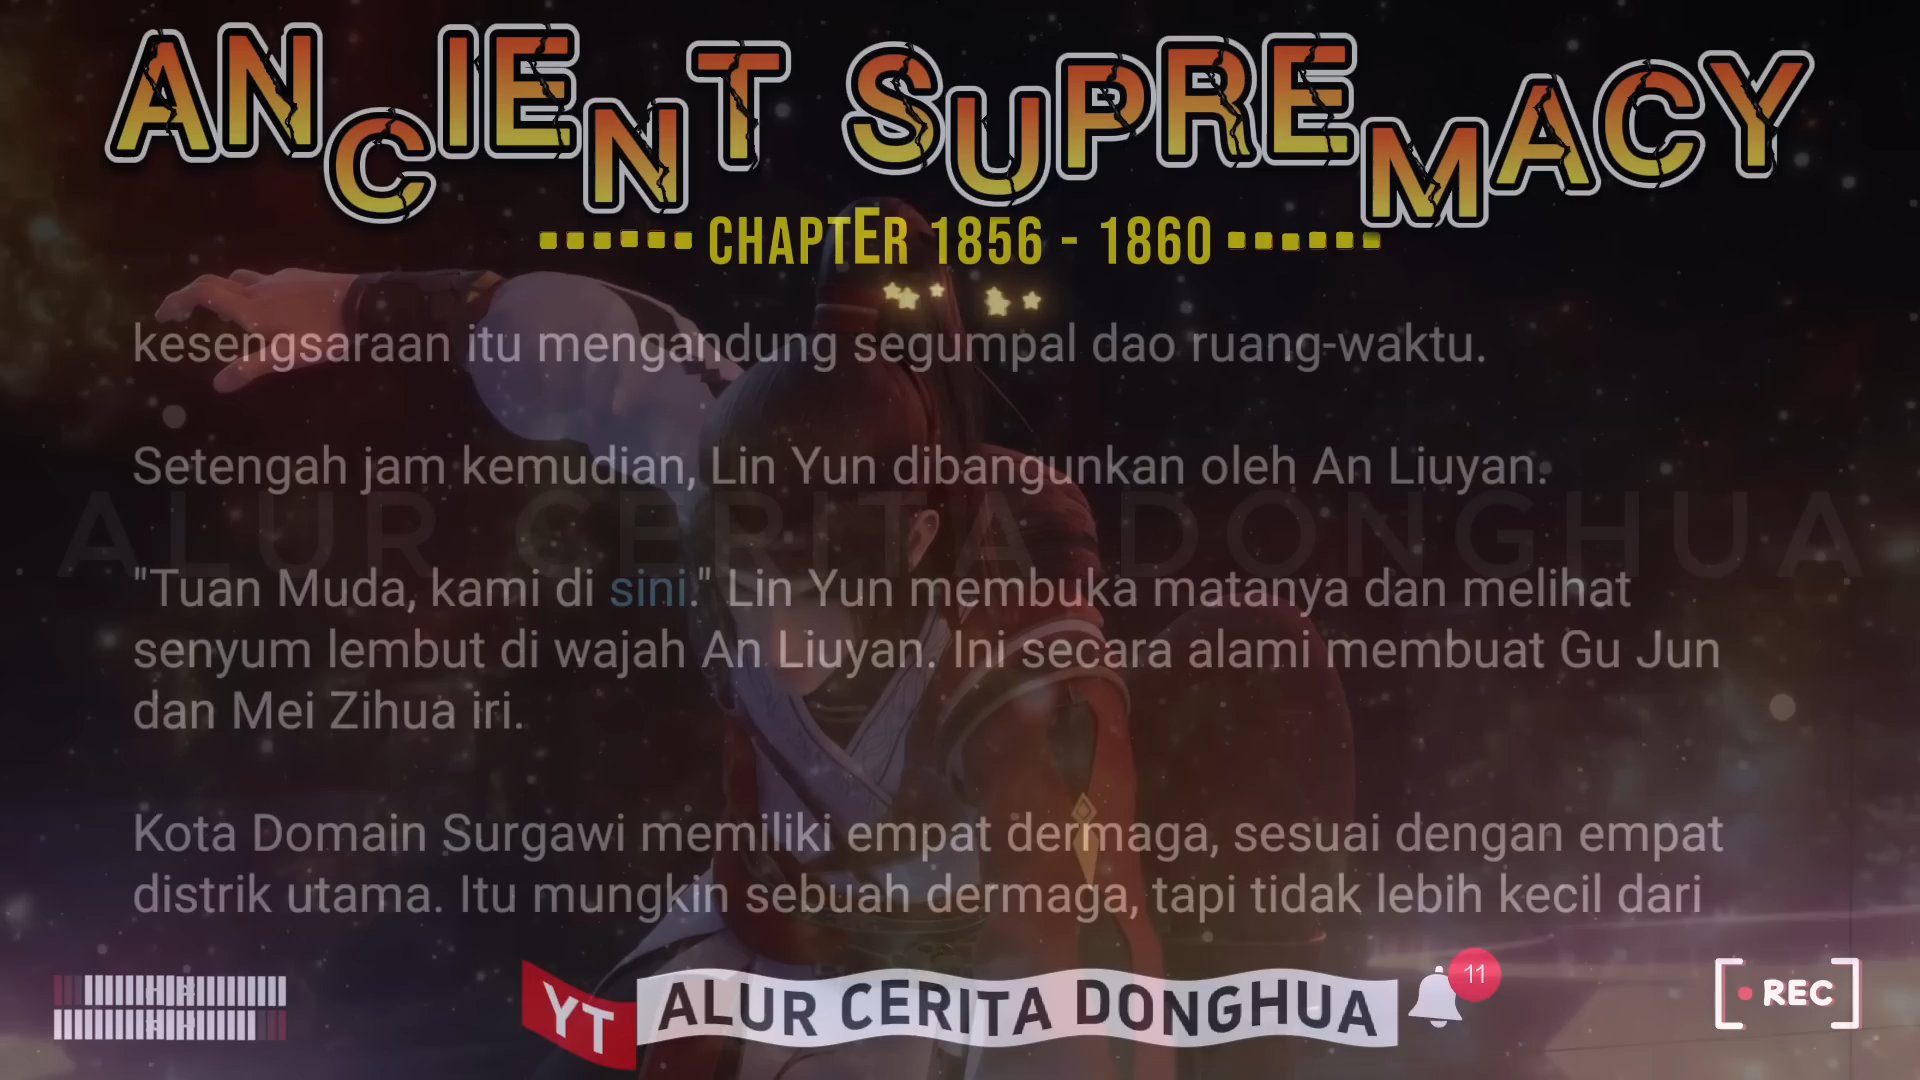 ANCIENT SUPREMACY
CHAPTER 1856 - 1860
kesengsaraan itu mengandung segumpal dao ruang-waktu.
Setengah jam kemudian, Lin Yun dibangunkan oleh An Liuyan.
ALUR CERITA DONGHUA
"Tuan Muda, kami di sini." Lin Yun membuka matanya dan melihat
senyum lembut di wajah An Liuyan. Ini secara alami membuat Gu Jun
dan Mei Zihua iri.
Kota Domain Surgawi memiliki empat dermaga, sesuai dengan empat
distrik utama. Itu mungkin sebuah dermaga, tapi tidak lebih kecil dari
YT ALUR CERITA DONGHUA
11
REC